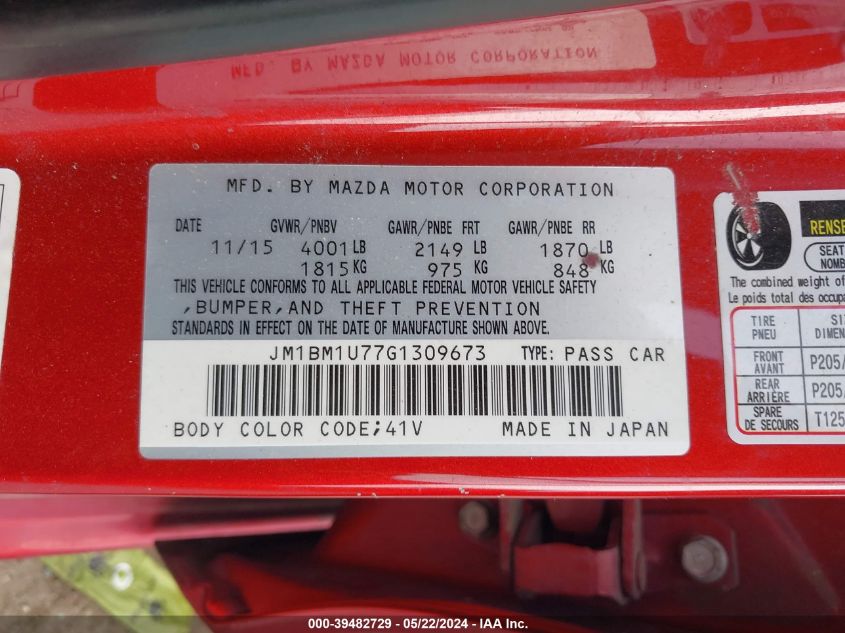 MFD. BY MAZDA MOTOR CORPORATION
MFD. BY MAZDA MOTOR CORPORATION
DATE GVWR/PNBV GAWR/PNBE FRT GAWR/PNBE RR
11/15 4001LB 2149 LB 1870 LB
1815KG 975 KG 848 KG
THIS VEHICLE CONFORMS TO ALL APPLICABLE FEDERAL MOTOR VEHICLE SAFETY
,BUMPER,AND THEFT PREVENTION
STANDARDS IN EFFECT ON THE DATE OF MANUFACTURE SHOWN ABOVE.
JM1BM1U77G1309673 TYPE: PASS CAR
BODY COLOR CODE;41V MADE IN JAPAN
RENSE
SEAT
NOMB
The combined weight of
Le poids total des occup
TIRE
PNEU
DIMEN
FRONT
AVANT P205/
REAR
ARRIÈRE P205/
SPARE
DE SECOURS T125
000-39482729 - 05/22/2024 - IAA Inc.